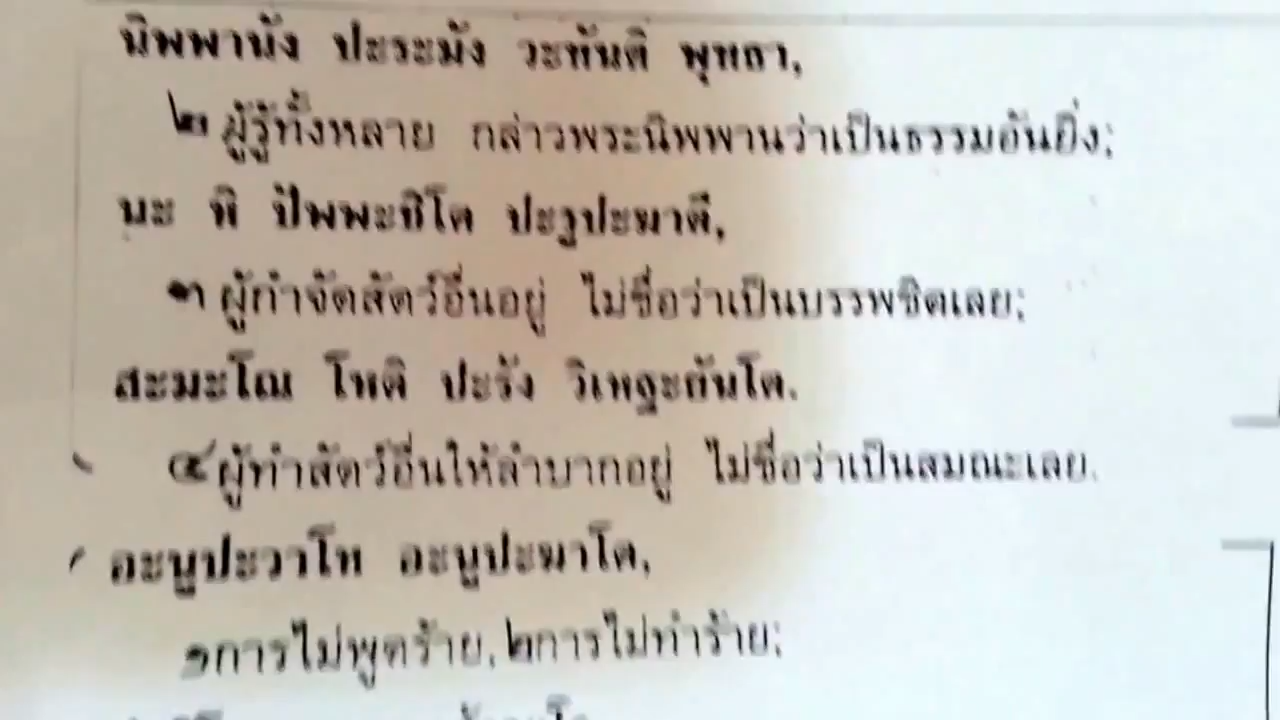 นิพพานัง ปะระมัง วะทันติ พุทธา,
๒ ผู้รู้ทั้งหลาย กล่าวพระนิพพานว่าเป็นธรรมอันยิ่ง;
นะ หิ ปัพพะชิโต ปะรูปะฆาตี,
๓ ผู้กำจัดสัตว์อื่นอยู่ ไม่ชื่อว่าเป็นบรรพชิตเลย;
สะมะโณ โหติ ปะรัง วิเหฐะยันโต.
๔ ผู้ทำสัตว์อื่นให้ลำบากอยู่ ไม่ชื่อว่าเป็นสมณะเลย.
อะนูปะวาโท อะนูปะฆาโต,
๑การไม่พูดร้าย, ๒การไม่ทำร้าย;